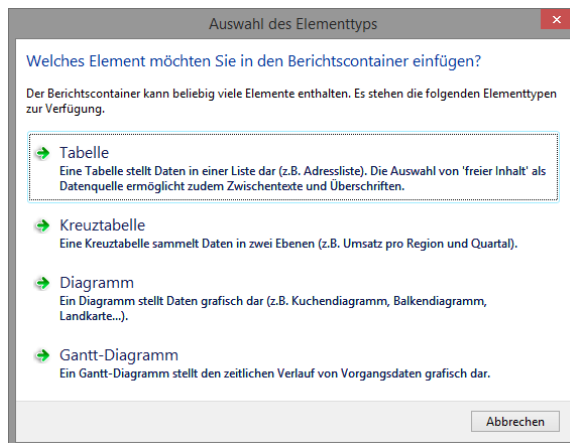 Auswahl des Elementtyps
Welches Element möchten Sie in den Berichtscontainer einfügen?
Der Berichtscontainer kann beliebig viele Elemente enthalten. Es stehen die folgenden Elementtypen
zur Verfügung.
Tabelle
Eine Tabelle stellt Daten in einer Liste dar (z.B. Adressliste). Die Auswahl von 'freier Inhalt' als
Datenquelle ermöglicht zudem Zwischentexte und Überschriften.
Kreuztabelle
Eine Kreuztabelle sammelt Daten in zwei Ebenen (z.B. Umsatz pro Region und Quartal).
Diagramm
Ein Diagramm stellt Daten grafisch dar (z.B. Kuchendiagramm, Balkendiagramm,
Landkarte...).
Gantt-Diagramm
Ein Gantt-Diagramm stellt den zeitlichen Verlauf von Vorgangsdaten grafisch dar.
Abbrechen